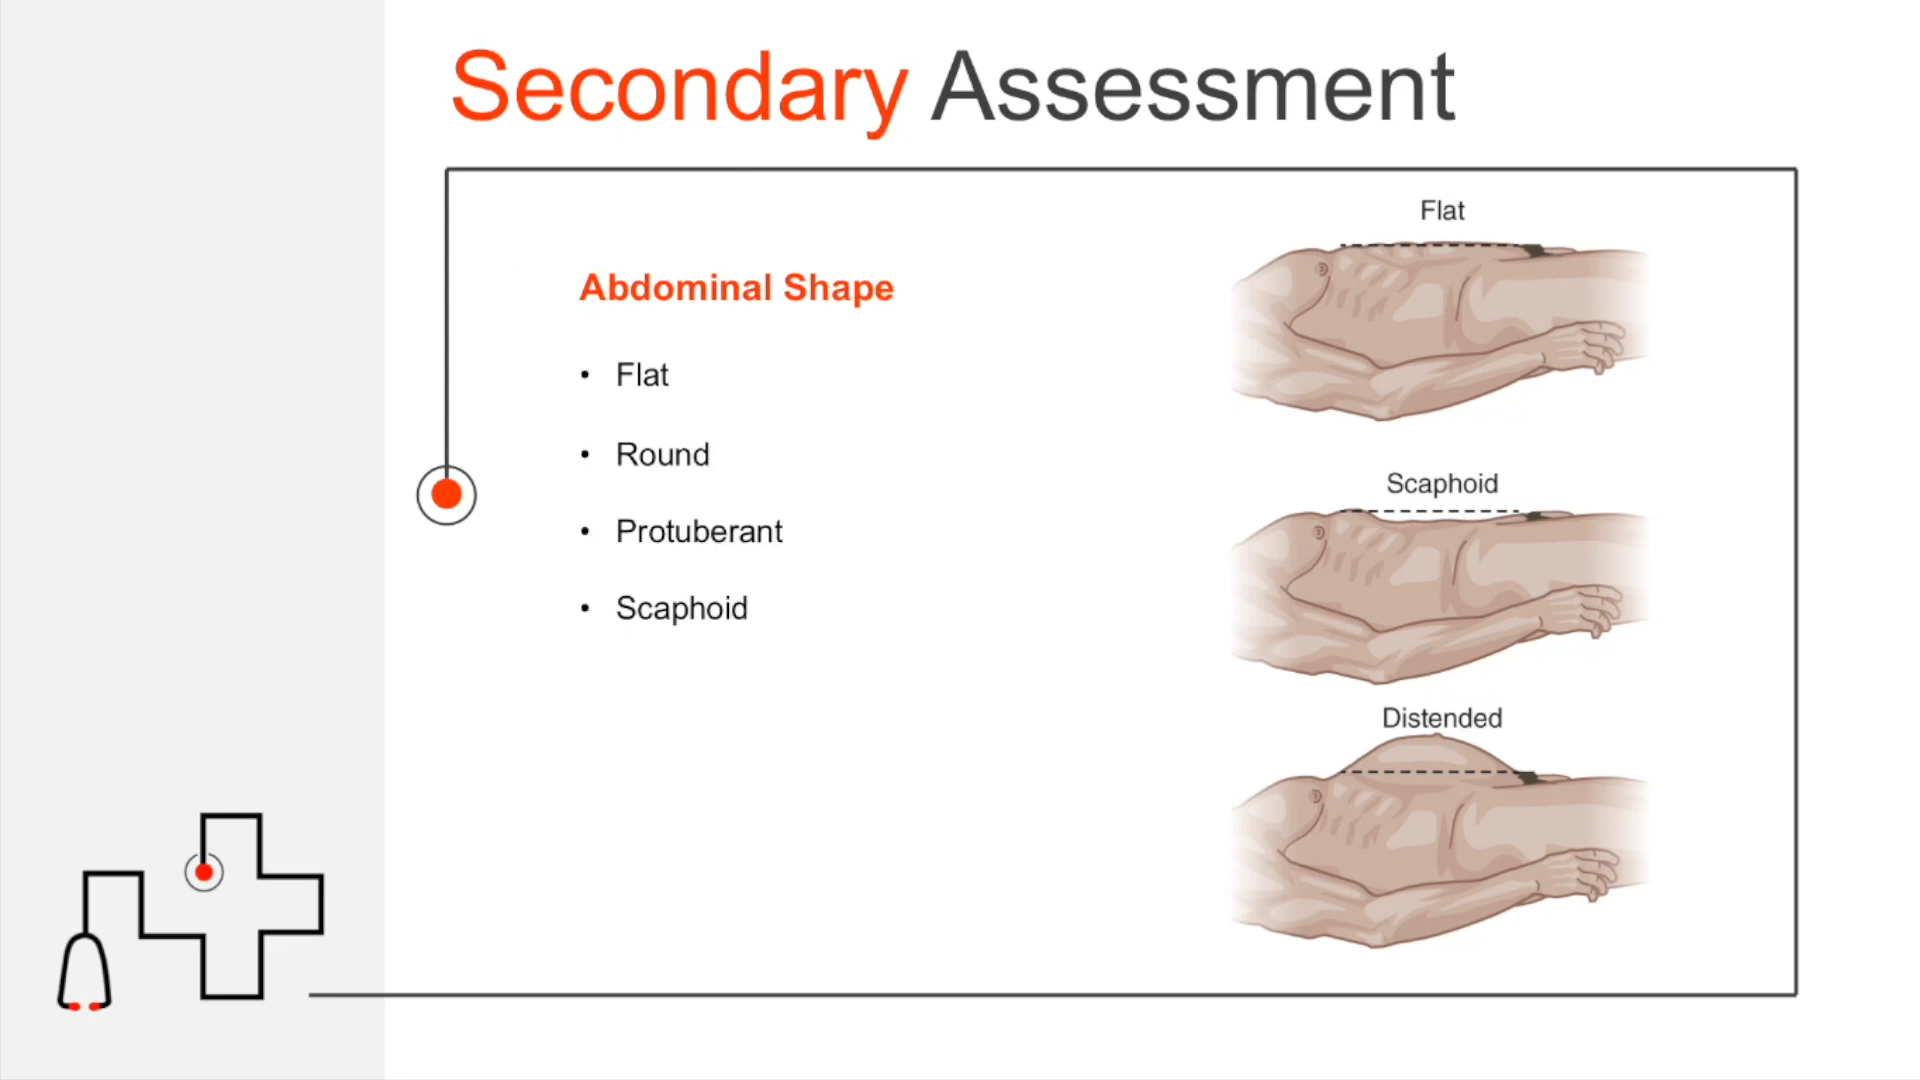 Secondary Assessment
Abdominal Shape
• Flat
• Round
• Protuberant
• Scaphoid
Flat
Scaphoid
Distended